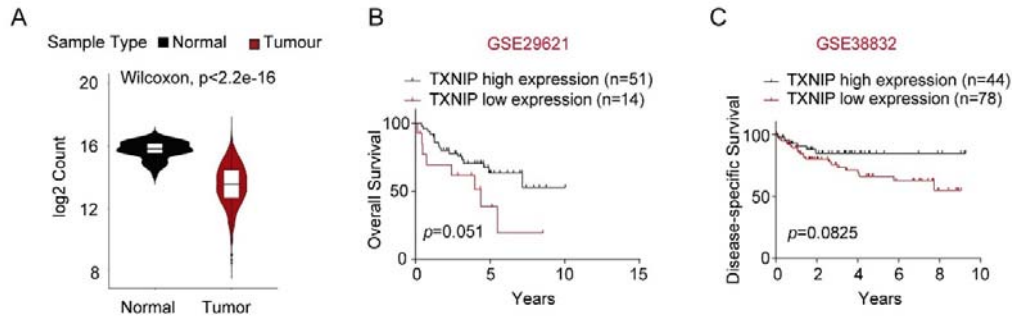 A
Sample Type Normal Tumour
Wilcoxon, p<2.2e-16
log2 Count
20
16
12
8
Normal Tumor
B
GSE29621
TXNIP high expression (n=51)
TXNIP low expression (n=14)
Overall Survival
100
50
0
p=0.051
0 5 10 15
Years
C
GSE38832
TXNIP high expression (n=44)
TXNIP low expression (n=78)
Disease-specific Survival
100
50
0
p=0.0825
0 2 4 6 8 10
Years